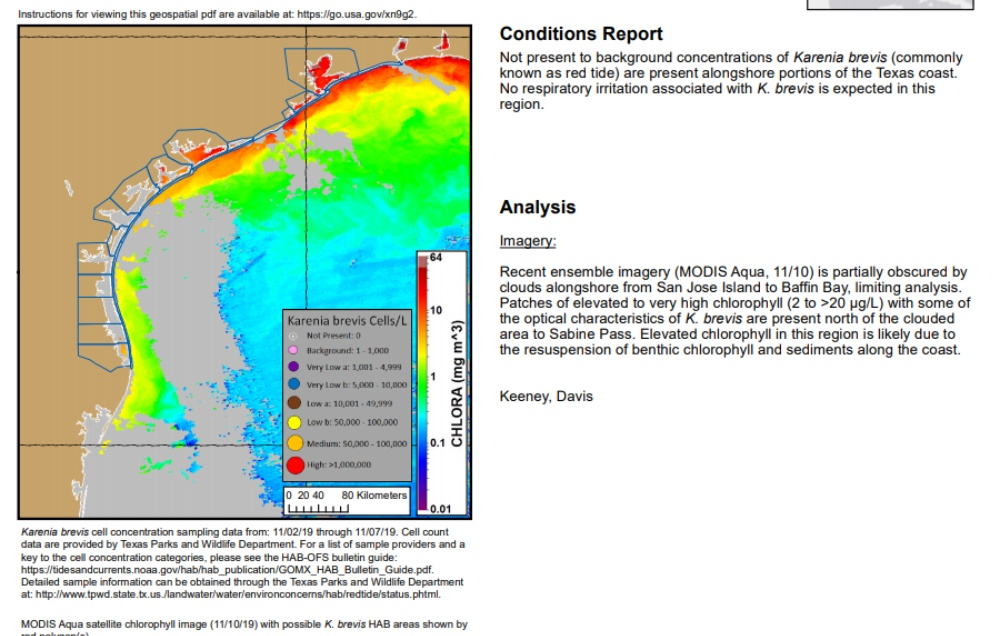 Instructions for viewing this geospatial pdf are available at: https://go.usa.gov/xn9g2.
64
10
1
0.1
0.01
CHLORA (mg m^3)
Karenia brevis Cells/L
Not Present: 0
Background: 1 - 1,000
Very Low a: 1,001 - 4,999
Very Low b: 5,000 - 10,000
Low a: 10,001 - 49,999
Low b: 50,000 - 100,000
Medium: 50,000 - 100,000
High: >1,000,000
0 20 40 80 Kilometers
Karenia brevis cell concentration sampling data from: 11/02/19 through 11/07/19. Cell count
data are provided by Texas Parks and Wildlife Department. For a list of sample providers and a
key to the cell concentration categories, please see the HAB-OFS bulletin guide:
https://tidesandcurrents.noaa.gov/hab/hab_publication/GOMX_HAB_Bulletin_Guide.pdf.
Detailed sample information can be obtained through the Texas Parks and Wildlife Department
at: http://www.tpwd.state.tx.us./landwater/water/environconcerns/hab/redtide/status.phtml.
MODIS Aqua satellite chlorophyll image (11/10/19) with possible K. brevis HAB areas shown by
red polygon(s)
Conditions Report
Not present to background concentrations of Karenia brevis (commonly
known as red tide) are present alongshore portions of the Texas coast.
No respiratory irritation associated with K. brevis is expected in this
region.
Analysis
Imagery:
Recent ensemble imagery (MODIS Aqua, 11/10) is partially obscured by
clouds alongshore from San Jose Island to Baffin Bay, limiting analysis.
Patches of elevated to very high chlorophyll (2 to >20 µg/L) with some of
the optical characteristics of K. brevis are present north of the clouded
area to Sabine Pass. Elevated chlorophyll in this region is likely due to
the resuspension of benthic chlorophyll and sediments along the coast.
Keeney, Davis